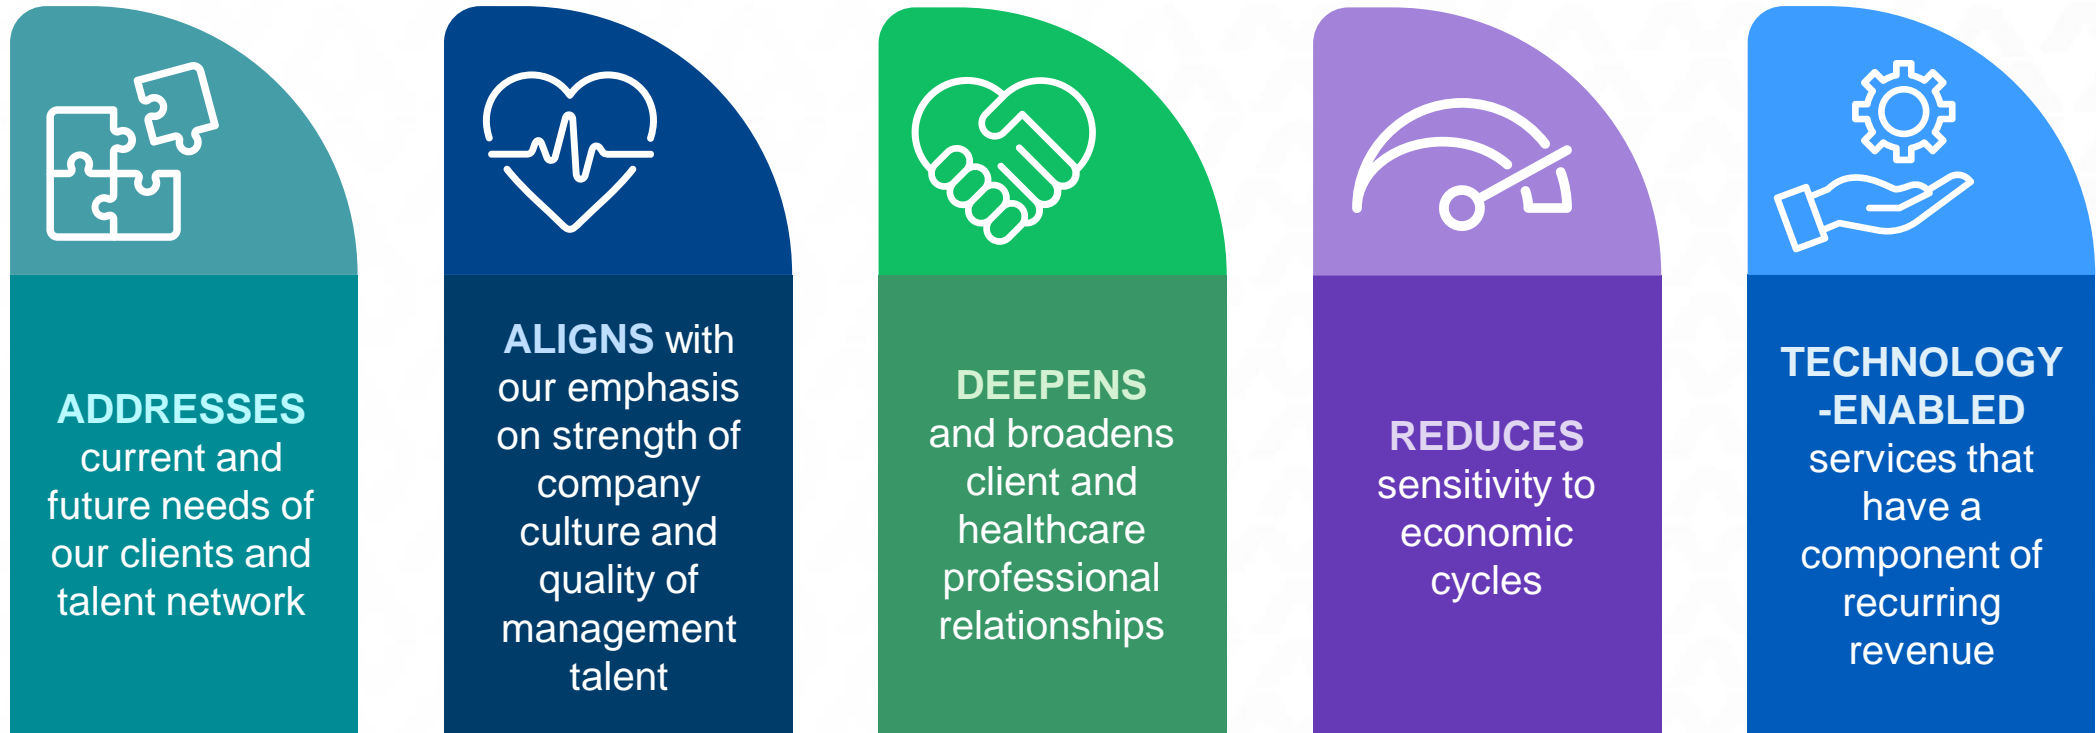 ADDRESSES
current and
future needs of
our clients and
talent network
ALIGNS with
our emphasis
on strength of
company
culture and
quality of
management
talent
DEEPENS
and broadens
client and
healthcare
professional
relationships
REDUCES
sensitivity to
economic
cycles
TECHNOLOGY
-ENABLED
services that
have a
component of
recurring
revenue